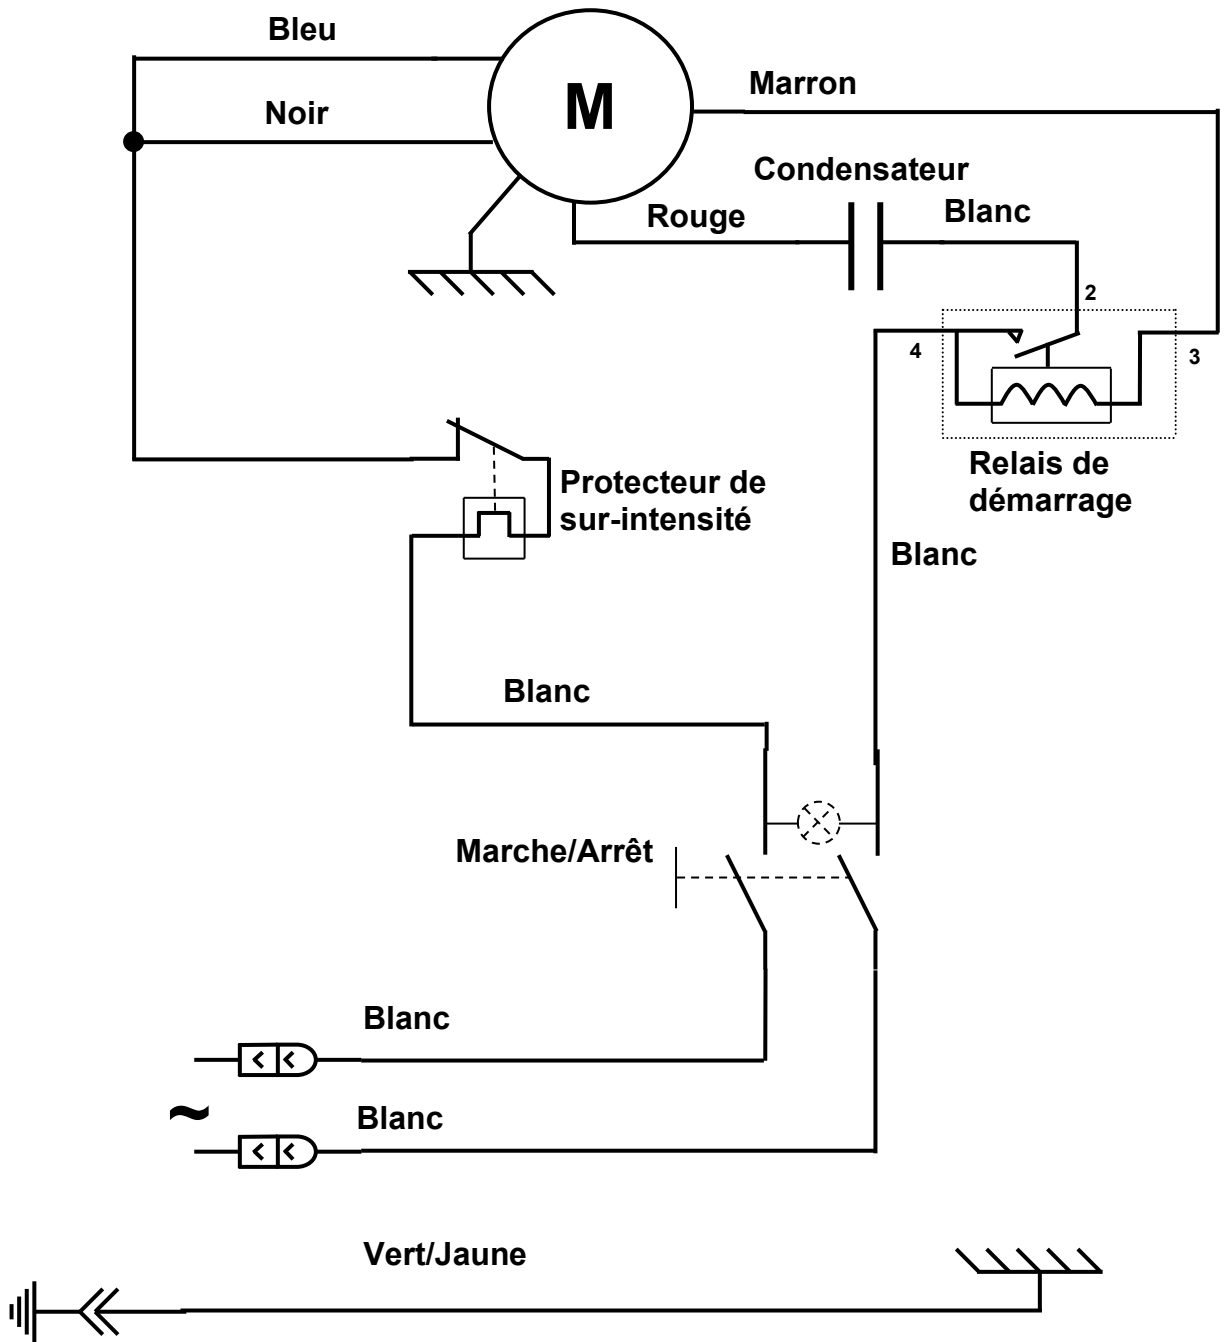 Bleu
M
Marron
Noir
Condensateur
Rouge
Blanc
2
4
3
Relais de
démarrage
Protecteur de
sur-intensité
Blanc
Blanc
Marche/Arrêt
Blanc
~
Blanc
Vert/Jaune